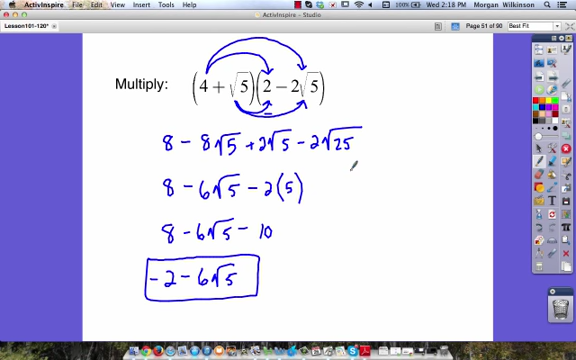 ActivInspire File Edit View Insert Tools Help 100% Wed 2:18 PM Morgan Wilkinson
ActivInspire - Studio
Lesson101-120* Page 51 of 90 Best Fit
Multiply: (4 + √5)(2 − 2√5)
8 − 8√5 + 2√5 − 2√25
8 − 6√5 − 2(5)
8 − 6√5 − 10
−2 − 6√5